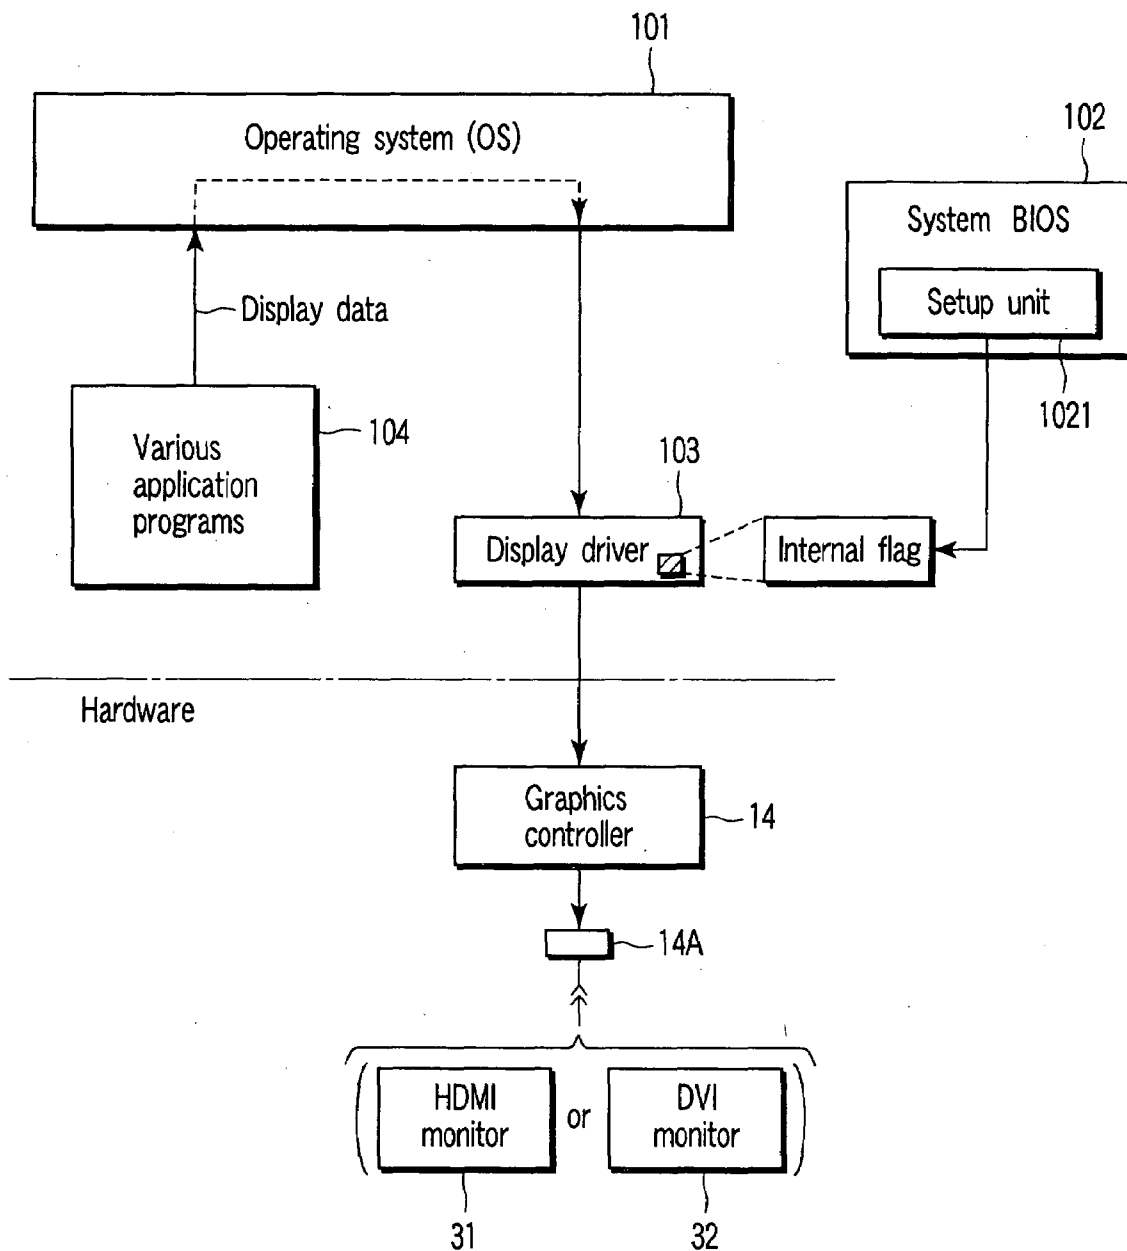 101
Operating system (OS)
102
System BIOS
Setup unit
Display data
1021
104
Various
application
programs
103
Display driver
Internal flag
Hardware
Graphics
controller
14
14A
HDMI
monitor
or
DVI
monitor
31
32